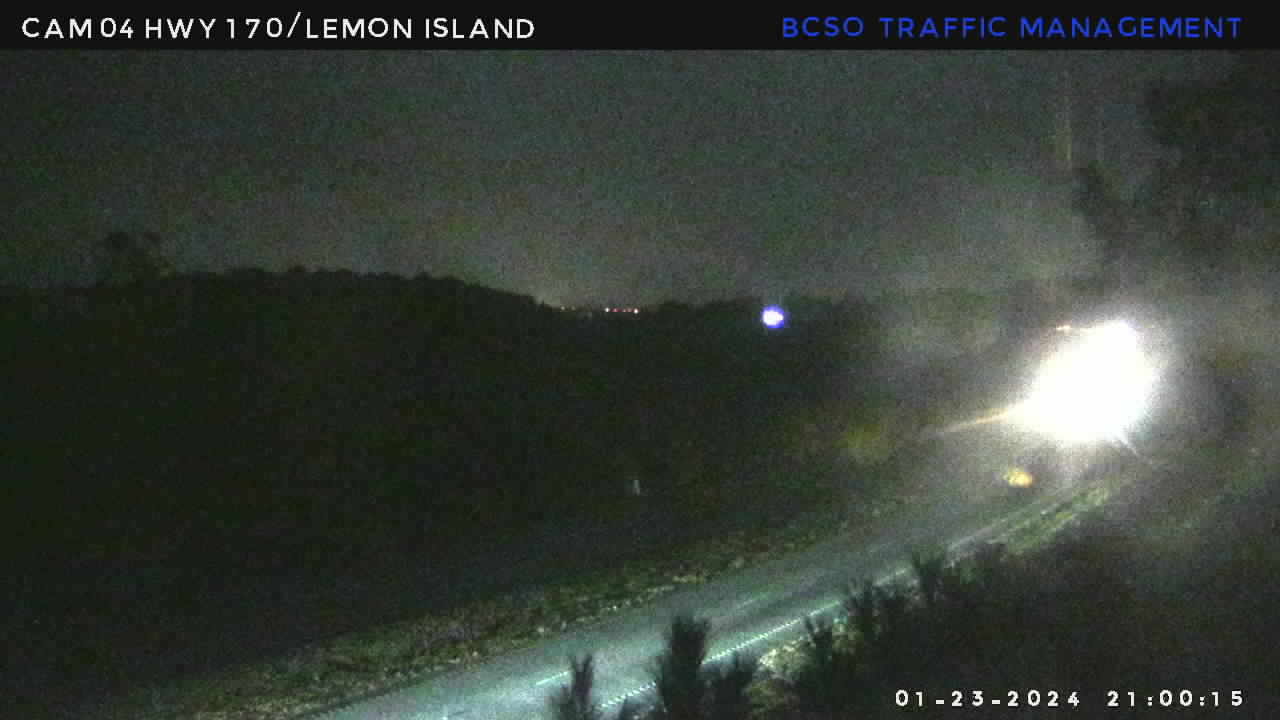 CAM04 HWY 170/LEMON ISLAND
BCSO TRAFFIC MANAGEMENT
01-23-2024 21:00:15